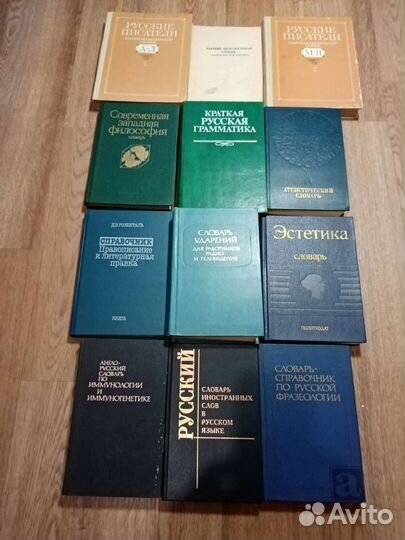 РУССКИЕ
ПИСАТЕЛИ
А-Л
СЛОВАРЬ
РУССКИЕ
ПИСАТЕЛИ
М-Я
Современная
западная
философия
словарь
КРАТКАЯ
РУССКАЯ
ГРАММАТИКА
АТЕИСТИЧЕСКИЙ
СЛОВАРЬ
Д.Э. РОЗЕНТАЛЬ
СПРАВОЧНИК
Правописание
и литературная
правка
КНИГА
СЛОВАРЬ
УДАРЕНИЙ
ДЛЯ РАБОТНИКОВ
РАДИО
И ТЕЛЕВИДЕНИЯ
Эстетика
словарь
ПОЛИТИЗДАТ
АНГЛО-
РУССКИЙ
СЛОВАРЬ
ПО
ИММУНОЛОГИИ
И
ИММУНОГЕНЕТИКЕ
РУССКИЙ
СЛОВАРЬ
ИНОСТРАННЫХ
СЛОВ
В
РУССКОМ
ЯЗЫКЕ
СЛОВАРЬ-
СПРАВОЧНИК
ПО РУССКОЙ
ФРАЗЕОЛОГИИ
Avito